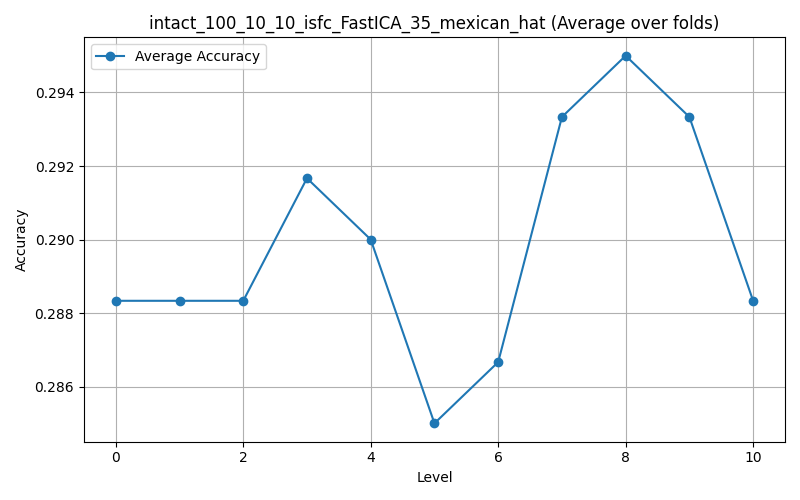 intact_100_10_10_isfc_FastICA_35_mexican_hat (Average over folds)
Average Accuracy
Accuracy
0.294
0.292
0.290
0.288
0.286
0 2 4 6 8 10
Level